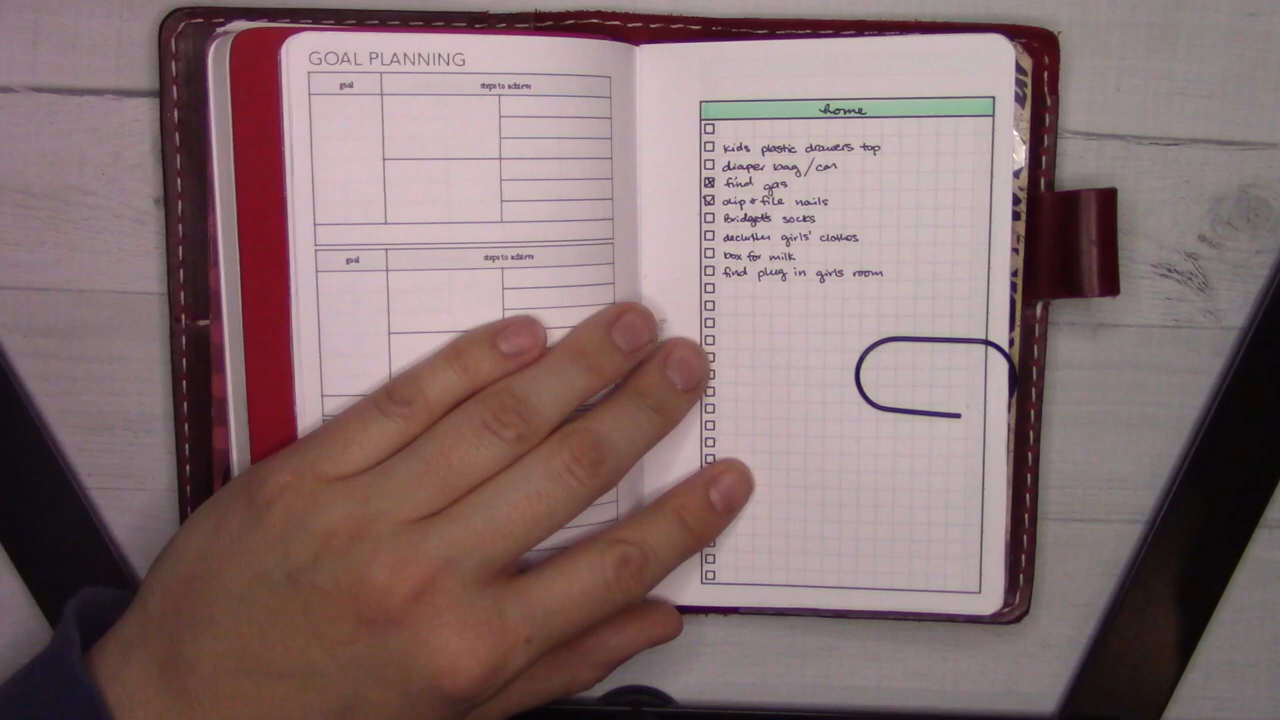 GOAL PLANNING
goal steps to achieve
goal steps to achieve
home
kids plastic drawers top
diaper bag/car
find gas
clip & file nails
Bridget's socks
declutter girls' clothes
box for milk
find plug in girls room